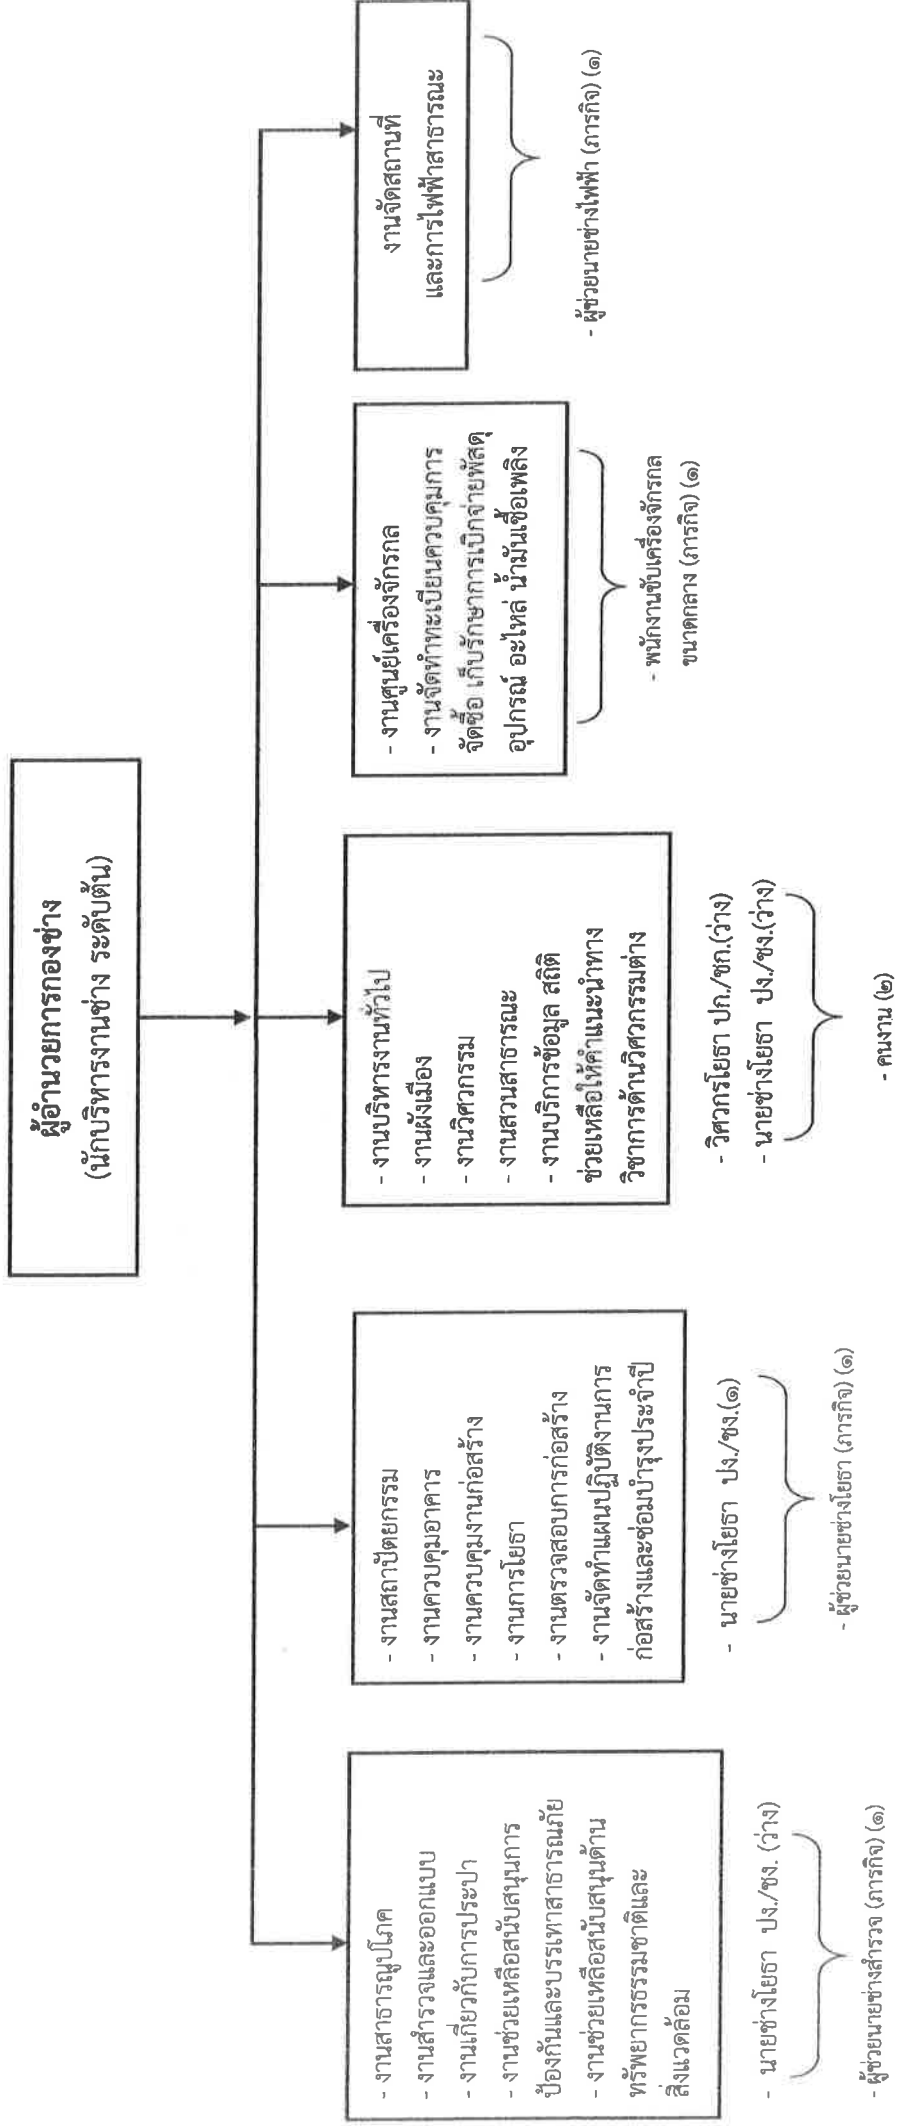 ผู้อำนวยการกองช่าง
(นักบริหารงานช่าง ระดับต้น)
- งานสาธารณูปโภค
- งานสำรวจและออกแบบ
- งานเกี่ยวกับการประปา
- งานช่วยเหลือสนับสนุนการ
ป้องกันและบรรเทาสาธารณภัย
- งานช่วยเหลือสนับสนุนด้าน
ทรัพยากรธรรมชาติและ
สิ่งแวดล้อม
- นายช่างโยธา ปง./ชง. (ว่าง)
- ผู้ช่วยนายช่างสำรวจ (ภารกิจ) (๑)
- งานสถาปัตยกรรม
- งานควบคุมอาคาร
- งานควบคุมงานก่อสร้าง
- งานการโยธา
- งานตรวจสอบการก่อสร้าง
- งานจัดทำแผนปฏิบัติงานการ
ก่อสร้างและซ่อมบำรุงประจำปี
- นายช่างโยธา ปง./ชง.(๑)
- ผู้ช่วยนายช่างโยธา (ภารกิจ) (๑)
- งานบริหารงานทั่วไป
- งานผังเมือง
- งานวิศวกรรม
- งานสวนสาธารณะ
- งานบริการข้อมูล สถิติ
ช่วยเหลือให้คำแนะนำทาง
วิชาการด้านวิศวกรรมต่าง
- วิศวกรโยธา ปก./ชก.(ว่าง)
- นายช่างโยธา ปง./ชง.(ว่าง)
- คนงาน (๒)
- งานศูนย์เครื่องจักรกล
- งานจัดทำทะเบียนควบคุมการ
จัดซื้อ เก็บรักษาการเบิกจ่ายพัสดุ
อุปกรณ์ อะไหล่ น้ำมันเชื้อเพลิง
- พนักงานขับเครื่องจักรกล
ขนาดกลาง (ภารกิจ) (๑)
งานจัดสถานที่
และการไฟฟ้าสาธารณะ
- ผู้ช่วยนายช่างไฟฟ้า (ภารกิจ) (๑)